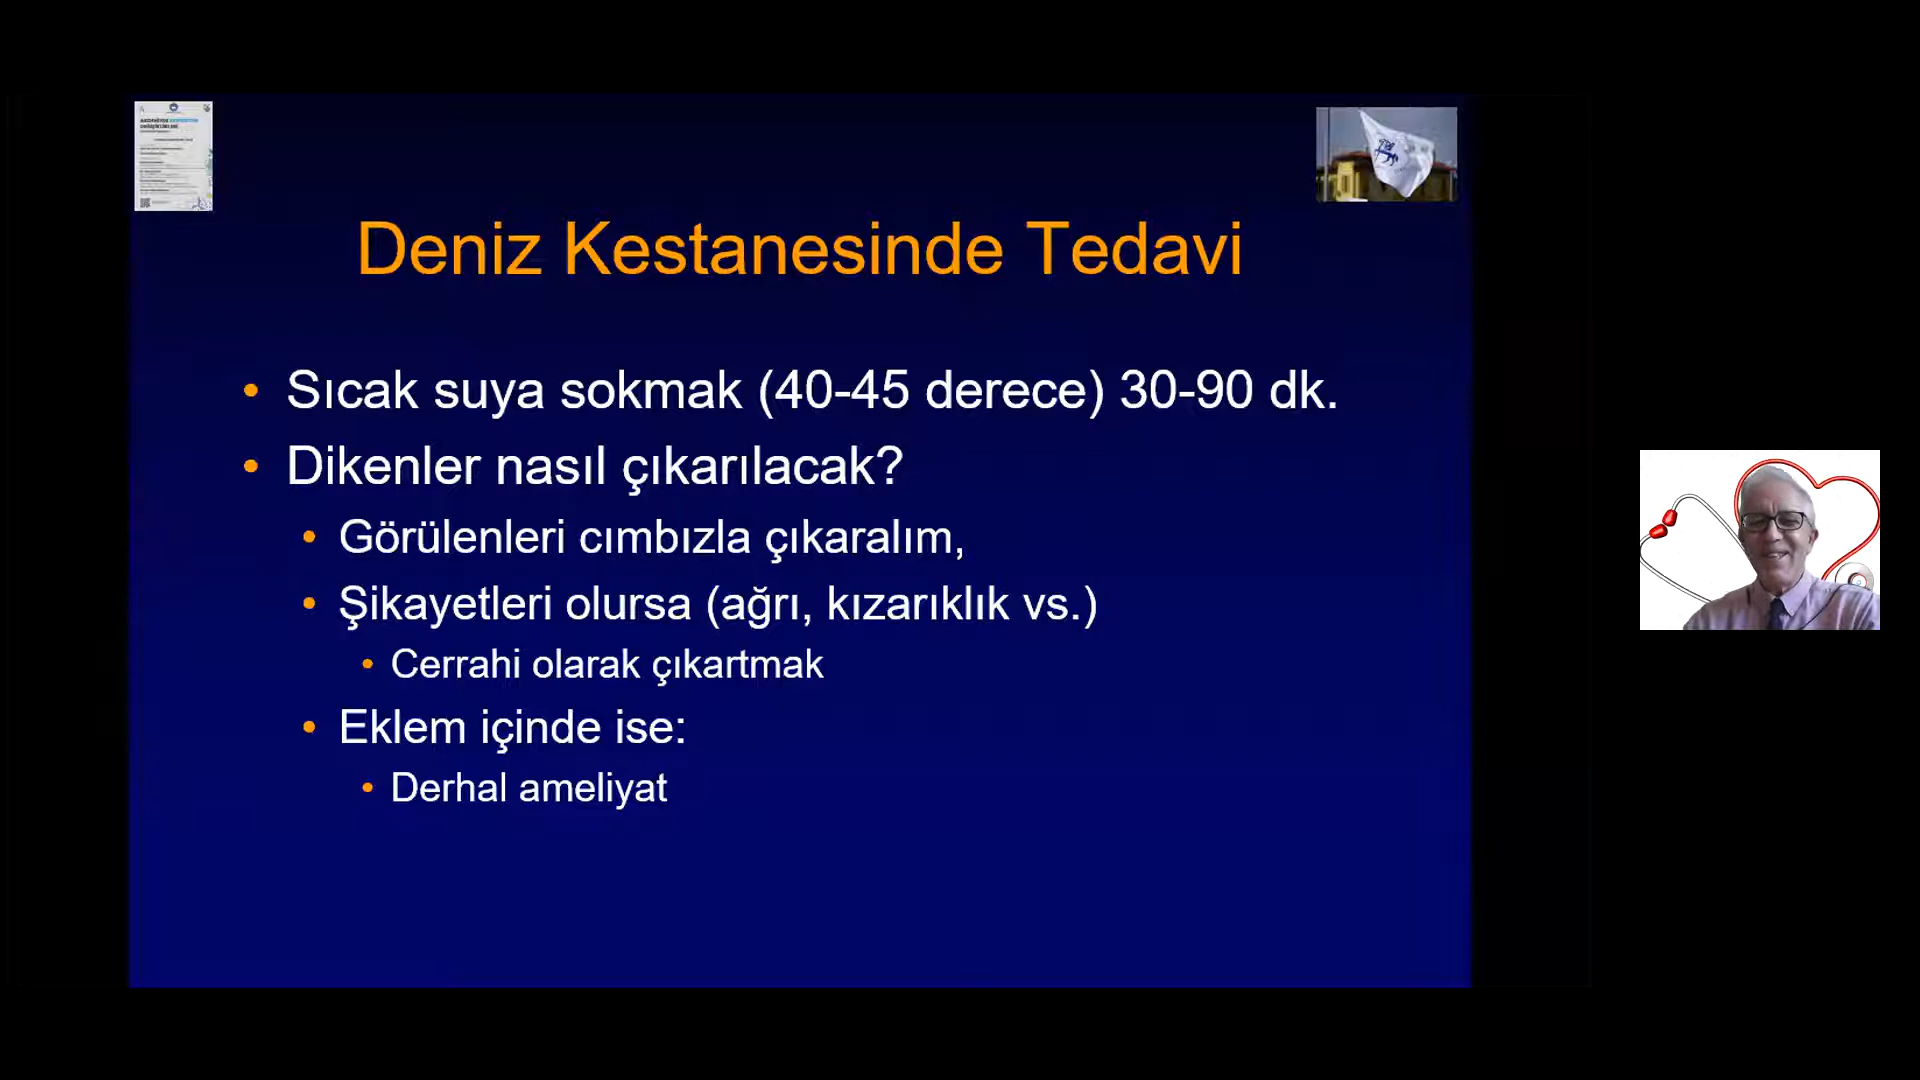 Deniz Kestanesinde Tedavi
• Sıcak suya sokmak (40-45 derece) 30-90 dk.
• Dikenler nasıl çıkarılacak?
• Görülenleri cımbızla çıkaralım,
• Şikayetleri olursa (ağrı, kızarıklık vs.)
• Cerrahi olarak çıkartmak
• Eklem içinde ise:
• Derhal ameliyat